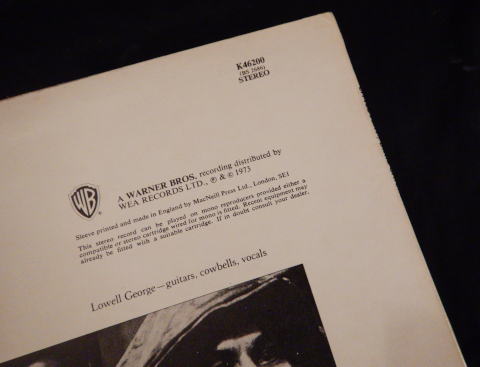 K46200
(BS 2686)
STEREO
WB
A WARNER BROS. recording distributed by
WEA RECORDS LTD., ℗ & © 1973
Sleeve printed and made in England by MacNeill Press Ltd., London, SE1
This stereo record can be played on mono reproducers provided either a
compatible or stereo cartridge wired for mono is fitted. Recent equipment may
already be fitted with a suitable cartridge. If in doubt consult your dealer.
Lowell George—guitars, cowbells, vocals